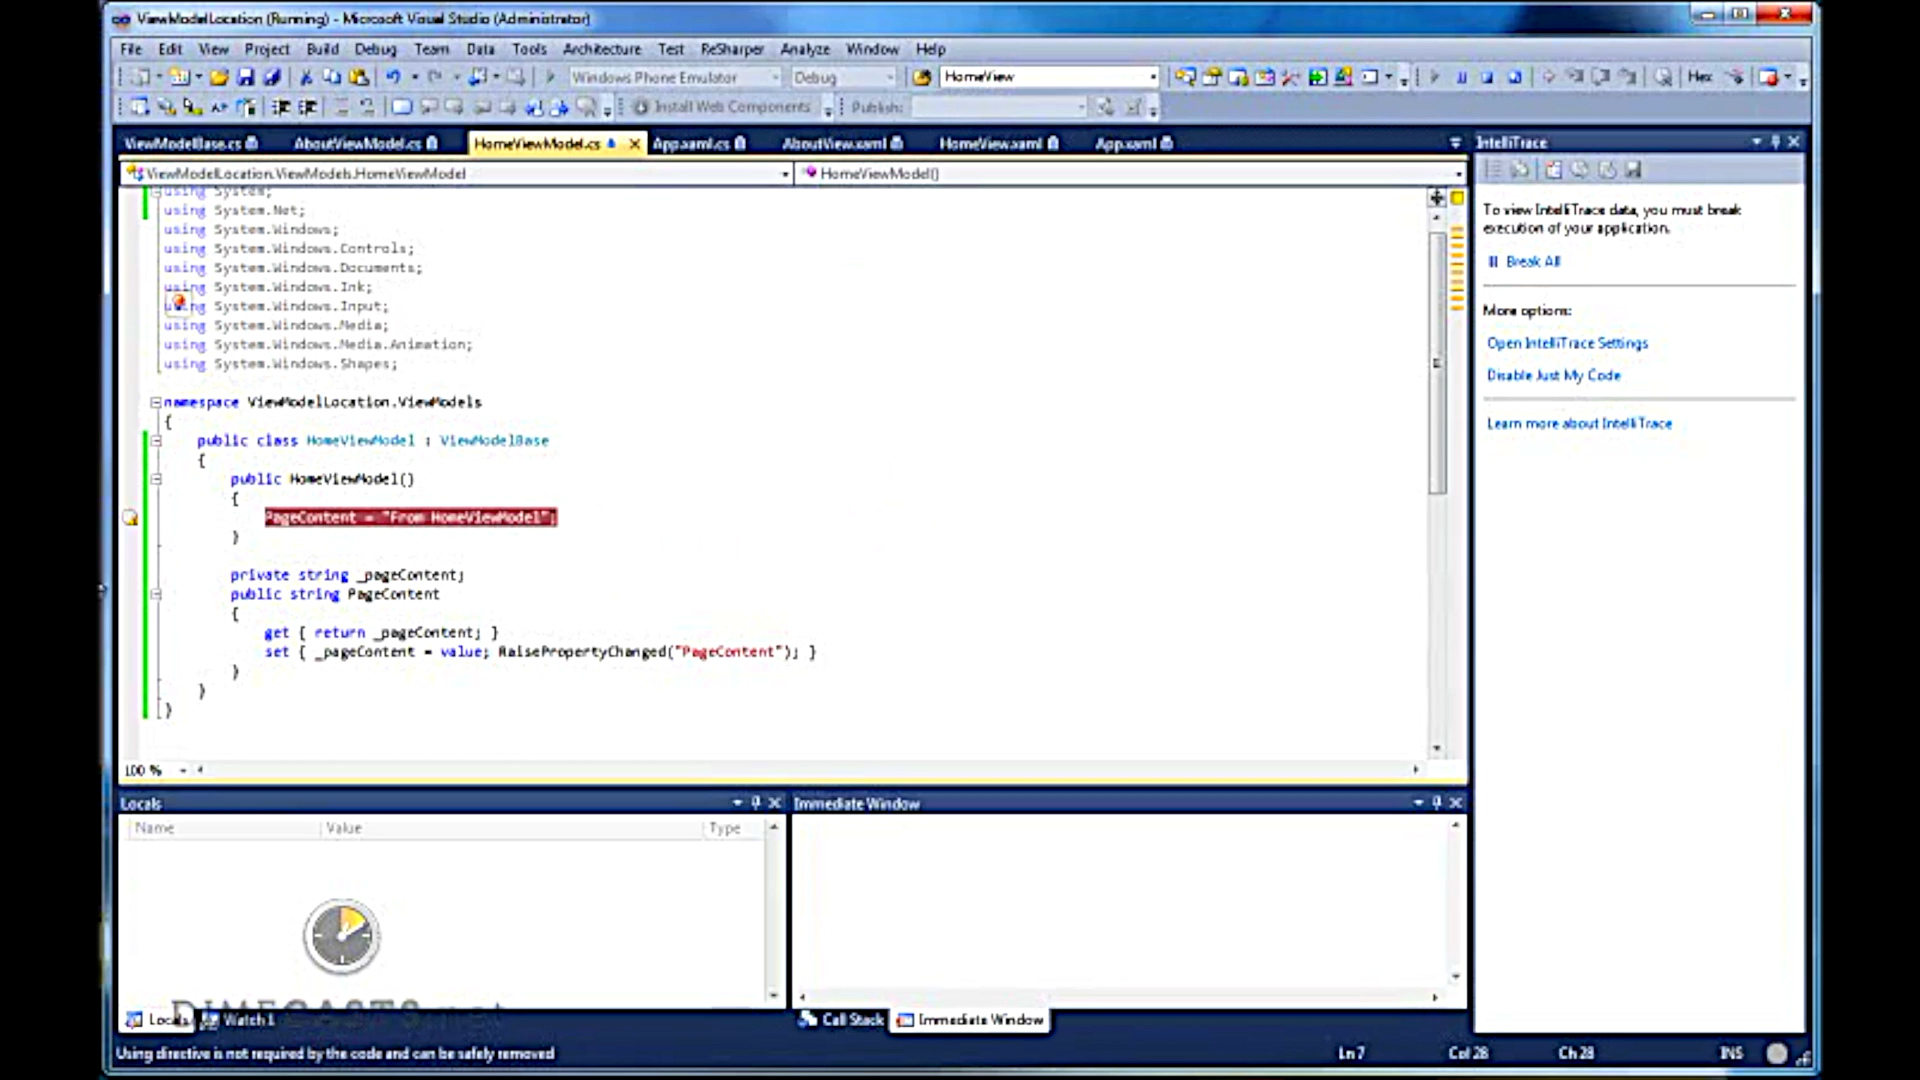 ViewModelLocation (Running) - Microsoft Visual Studio (Administrator)
File Edit View Project Build Debug Team Data Tools Architecture Test ReSharper Analyze Window Help
Windows Phone Emulator Debug HomeView Hex
Install Web Components Publish:
ViewModelBase.cs AboutViewModel.cs HomeViewModel.cs App.xaml.cs AboutView.xaml HomeView.xaml App.xaml
IntelliTrace
ViewModelLocation.ViewModels.HomeViewModel HomeViewModel()
using System;
using System.Net;
using System.Windows;
using System.Windows.Controls;
using System.Windows.Documents;
using System.Windows.Ink;
using System.Windows.Input;
using System.Windows.Media;
using System.Windows.Media.Animation;
using System.Windows.Shapes;
namespace ViewModelLocation.ViewModels
{
public class HomeViewModel : ViewModelBase
{
public HomeViewModel()
{
PageContent = "From HomeViewModel";
}
private string _pageContent;
public string PageContent
{
get { return _pageContent; }
set { _pageContent = value; RaisePropertyChanged("PageContent"); }
}
}
}
100 %
To view IntelliTrace data, you must break
execution of your application.
Break All
More options:
Open IntelliTrace Settings
Disable Just My Code
Learn more about IntelliTrace
Locals
Name Value Type
DIMECASTS.net
Locals Watch 1
Immediate Window
Call Stack Immediate Window
Using directive is not required by the code and can be safely removed
Ln 7 Col 28 Ch 28 INS